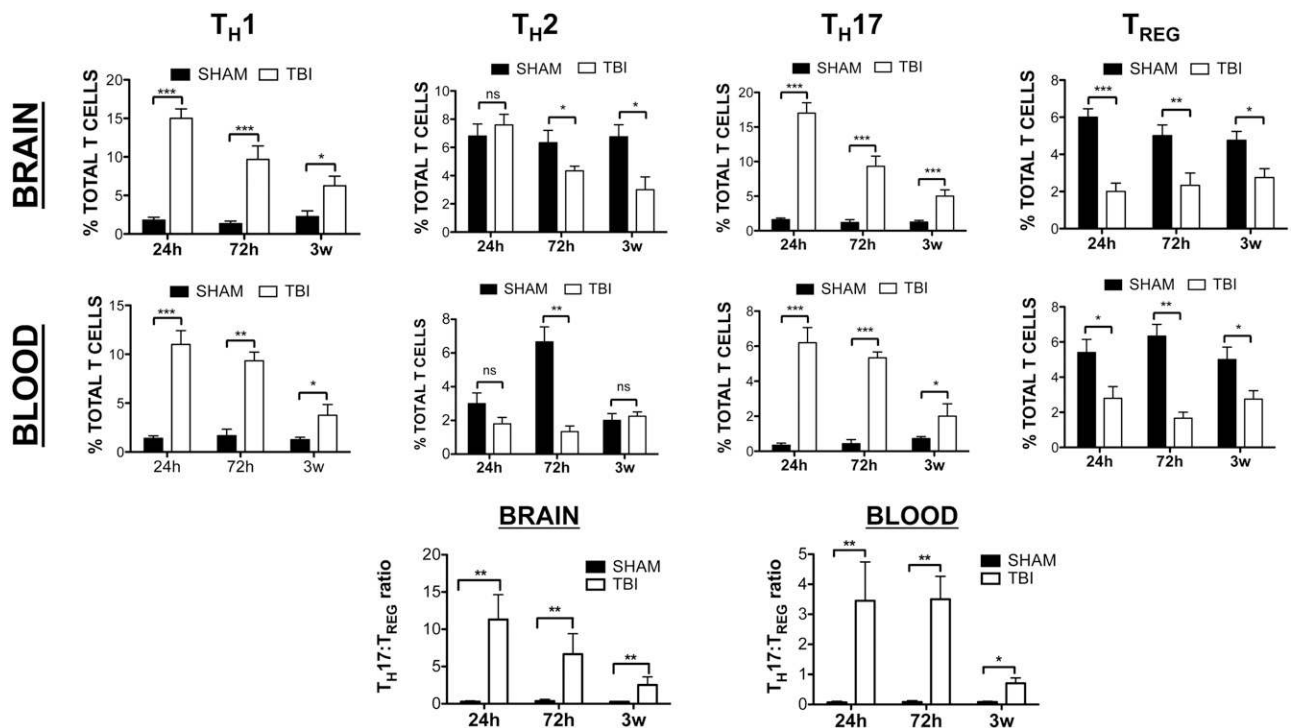 TH1 TH2 TH17 TREG
BRAIN
SHAM TBI
% TOTAL T CELLS
20
15
10
5
0
*** *** *
24h 72h 3w
SHAM TBI
% TOTAL T CELLS
10
8
6
4
2
0
ns * *
24h 72h 3w
SHAM TBI
% TOTAL T CELLS
20
15
10
5
0
*** *** ***
24h 72h 3w
SHAM TBI
% TOTAL T CELLS
8
6
4
2
0
*** ** *
24h 72h 3w
BLOOD
SHAM TBI
% TOTAL T CELLS
15
10
5
0
*** ** *
24h 72h 3w
SHAM TBI
% TOTAL T CELLS
8
6
4
2
0
ns ** ns
24h 72h 3w
SHAM TBI
% TOTAL T CELLS
8
6
4
2
0
*** *** *
24h 72h 3w
SHAM TBI
% TOTAL T CELLS
8
6
4
2
0
* ** *
24h 72h 3w
BRAIN
SHAM
TBI
TH17:TREG ratio
20
15
10
5
0
** ** **
24h 72h 3w
BLOOD
SHAM
TBI
TH17:TREG ratio
5
4
3
2
1
0
** ** *
24h 72h 3w